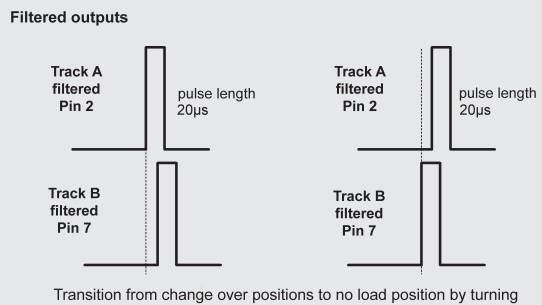 Filtered outputs
Track A
filtered
Pin 2
pulse length
20µs
Track B
filtered
Pin 7
Track A
filtered
Pin 2
pulse length
20µs
Track B
filtered
Pin 7
Transition from change over positions to no load position by turning